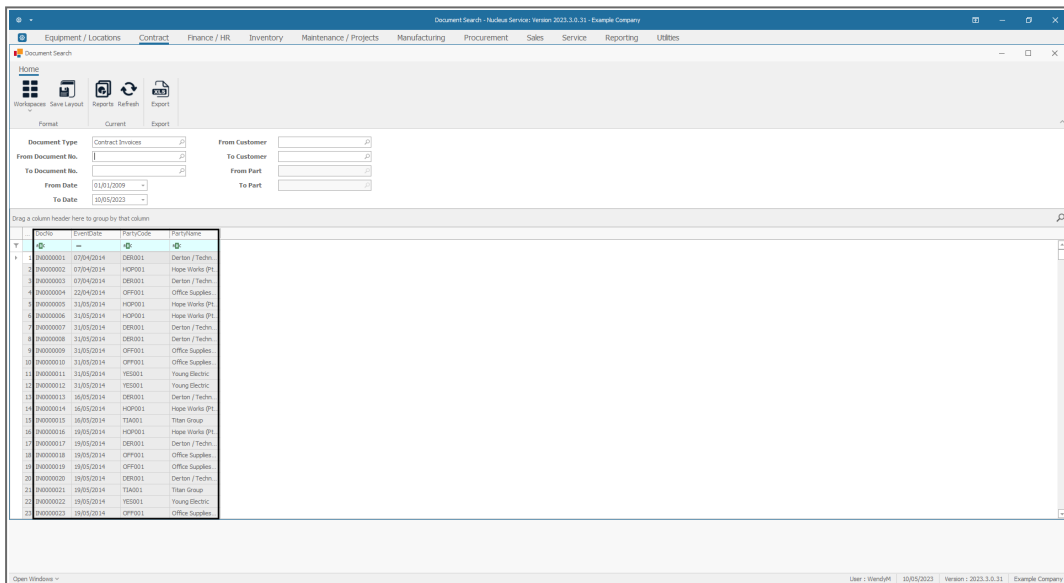 Document Search - Nucleus Service: Version 2023.3.0.31 - Example Company
Equipment / Locations Contract Finance / HR Inventory Maintenance / Projects Manufacturing Procurement Sales Service Reporting Utilities
Document Search
Home
Workspaces Save Layout Reports Refresh Export
Format Current Export
Document Type Contract Invoices From Customer
From Document No. To Customer
To Document No. From Part
From Date 01/01/2009 To Part
To Date 10/05/2023
Drag a column header here to group by that column
DocNo EventDate PartyCode PartyName
1 IN0000001 07/04/2014 DER001 Derton / Techn...
2 IN0000002 07/04/2014 HOP001 Hope Works (Pt...
3 IN0000003 07/04/2014 DER001 Derton / Techn...
4 IN0000004 22/04/2014 OFF001 Office Supplies...
5 IN0000005 31/05/2014 HOP001 Hope Works (Pt...
6 IN0000006 31/05/2014 HOP001 Hope Works (Pt...
7 IN0000007 31/05/2014 DER001 Derton / Techn...
8 IN0000008 31/05/2014 DER001 Derton / Techn...
9 IN0000009 31/05/2014 OFF001 Office Supplies...
10 IN0000010 31/05/2014 OFF001 Office Supplies...
11 IN0000011 31/05/2014 YES001 Young Electric
12 IN0000012 31/05/2014 YES001 Young Electric
13 IN0000013 16/05/2014 DER001 Derton / Techn...
14 IN0000014 16/05/2014 HOP001 Hope Works (Pt...
15 IN0000015 16/05/2014 TIA001 Titan Group
16 IN0000016 19/05/2014 HOP001 Hope Works (Pt...
17 IN0000017 19/05/2014 DER001 Derton / Techn...
18 IN0000018 19/05/2014 OFF001 Office Supplies...
19 IN0000019 19/05/2014 OFF001 Office Supplies...
20 IN0000020 19/05/2014 DER001 Derton / Techn...
21 IN0000021 19/05/2014 TIA001 Titan Group
22 IN0000022 19/05/2014 YES001 Young Electric
23 IN0000023 19/05/2014 OFF001 Office Supplies...
Open Windows User : WendyM 10/05/2023 Version : 2023.3.0.31 Example Company